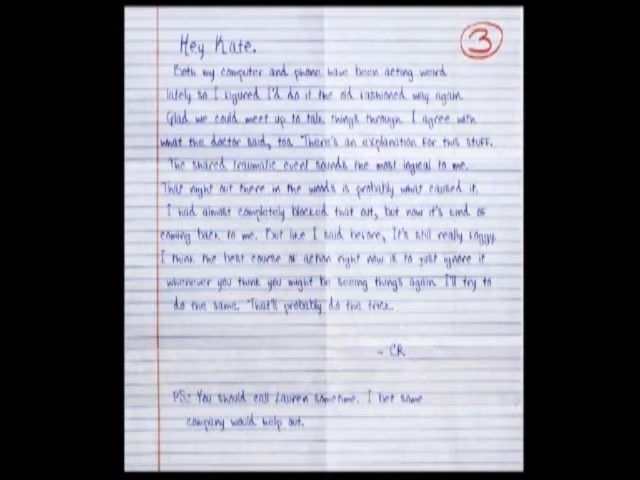 Hey Kate.
3
Both my computer and phone have been acting weird
lately so I figured I'd do it the old fashioned way again.
Glad we could meet up to talk things through. I agree with
what the doctor said, too. There's an explanation for this stuff.
The shared traumatic event sounds the most logical to me.
That night out there in the woods is probably what caused it.
I had almost completely blocked that out, but now it's kind of
coming back to me. But like I said before, It's still really foggy.
I think the best course of action right now is to just ignore it
whenever you think you might be seeing things again. I'll try to
do the same. That'll probably do the trick.
- CR
PS: You should call Lauren sometime. I bet some
company would help out.